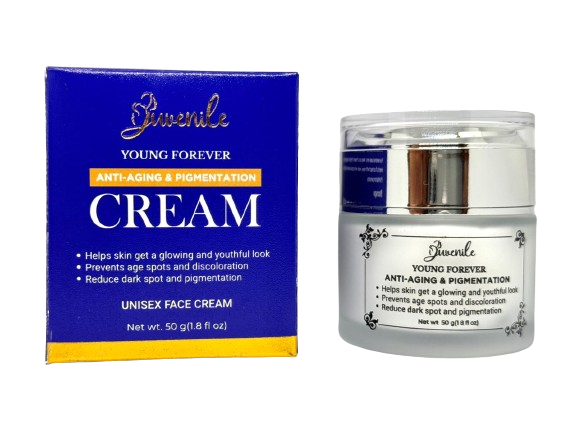 Juvenile
YOUNG FOREVER
ANTI-AGING & PIGMENTATION
CREAM
• Helps skin get a glowing and youthful look
• Prevents age spots and discoloration
• Reduce dark spot and pigmentation
UNISEX FACE CREAM
Net wt. 50 g(1.8 fl oz)
Juvenile
YOUNG FOREVER
ANTI-AGING & PIGMENTATION
• Helps skin get a glowing and youthful look
• Prevents age spots and discoloration
• Reduce dark spot and pigmentation
Net wt 50 g(1.8 fl oz)